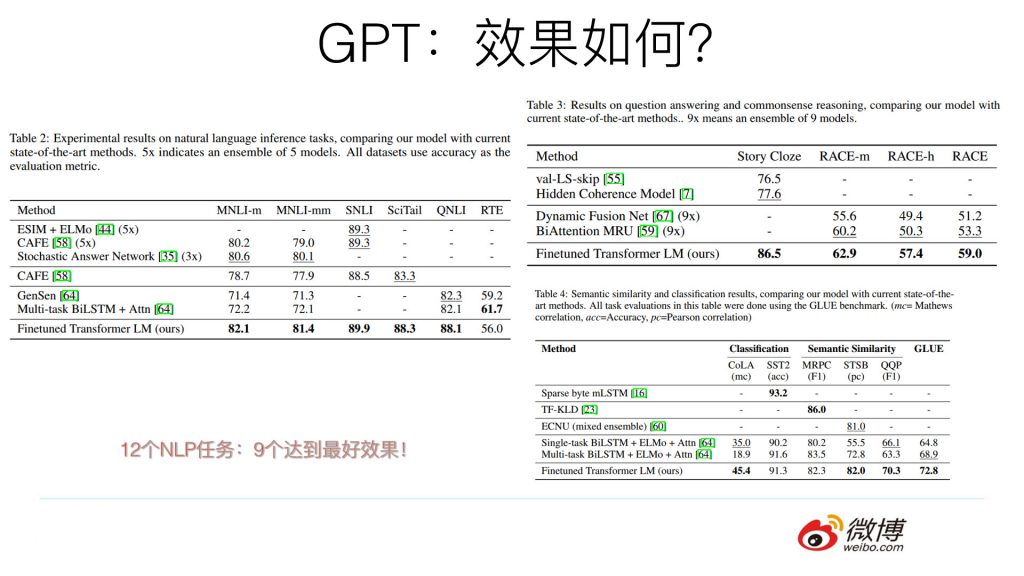 GPT：效果如何？
Table 2: Experimental results on natural language inference tasks, comparing our model with current
state-of-the-art methods. 5x indicates an ensemble of 5 models. All datasets use accuracy as the
evaluation metric.
Method MNLI-m MNLI-mm SNLI SciTail QNLI RTE
ESIM + ELMo [44] (5x) - - 89.3 - - -
CAFE [58] (5x) 80.2 79.0 89.3 - - -
Stochastic Answer Network [35] (3x) 80.6 80.1 - - - -
CAFE [58] 78.7 77.9 88.5 83.3
GenSen [64] 71.4 71.3 - - 82.3 59.2
Multi-task BiLSTM + Attn [64] 72.2 72.1 - - 82.1 61.7
Finetuned Transformer LM (ours) 82.1 81.4 89.9 88.3 88.1 56.0
12个NLP任务：9个达到最好效果！
Table 3: Results on question answering and commonsense reasoning, comparing our model with
current state-of-the-art methods.. 9x means an ensemble of 9 models.
Method Story Cloze RACE-m RACE-h RACE
val-LS-skip [55] 76.5 - - -
Hidden Coherence Model [7] 77.6 - - -
Dynamic Fusion Net [67] (9x) - 55.6 49.4 51.2
BiAttention MRU [59] (9x) - 60.2 50.3 53.3
Finetuned Transformer LM (ours) 86.5 62.9 57.4 59.0
Table 4: Semantic similarity and classification results, comparing our model with current state-of-the-
art methods. All task evaluations in this table were done using the GLUE benchmark. (mc= Mathews
correlation, acc=Accuracy, pc=Pearson correlation)
Method Classification Semantic Similarity GLUE
CoLA SST2 MRPC STSB QQP
(mc) (acc) (F1) (pc) (F1)
Sparse byte mLSTM [16] - 93.2 - - - -
TF-KLD [23] - - 86.0 - - -
ECNU (mixed ensemble) [60] - - - 81.0 - -
Single-task BiLSTM + ELMo + Attn [64] 35.0 90.2 80.2 55.5 66.1 64.8
Multi-task BiLSTM + ELMo + Attn [64] 18.9 91.6 83.5 72.8 63.3 68.9
Finetuned Transformer LM (ours) 45.4 91.3 82.3 82.0 70.3 72.8
微博
weibo.com